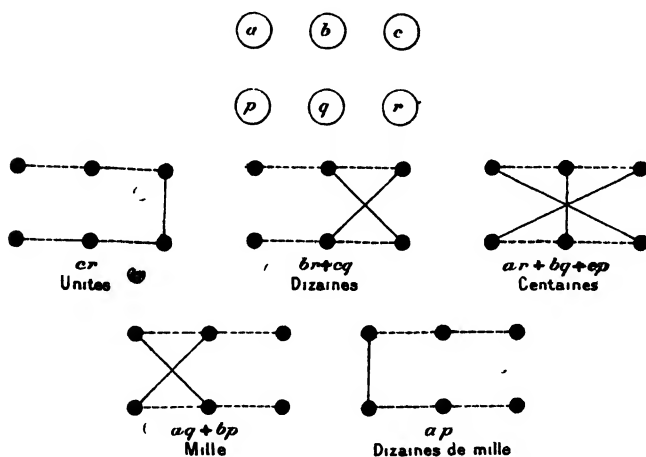 a b c
p q r
cr
Unites
br+cq
Dizaines
ar+bq+cp
Centaines
aq+bp
Mille
ap
Dizaines de mille